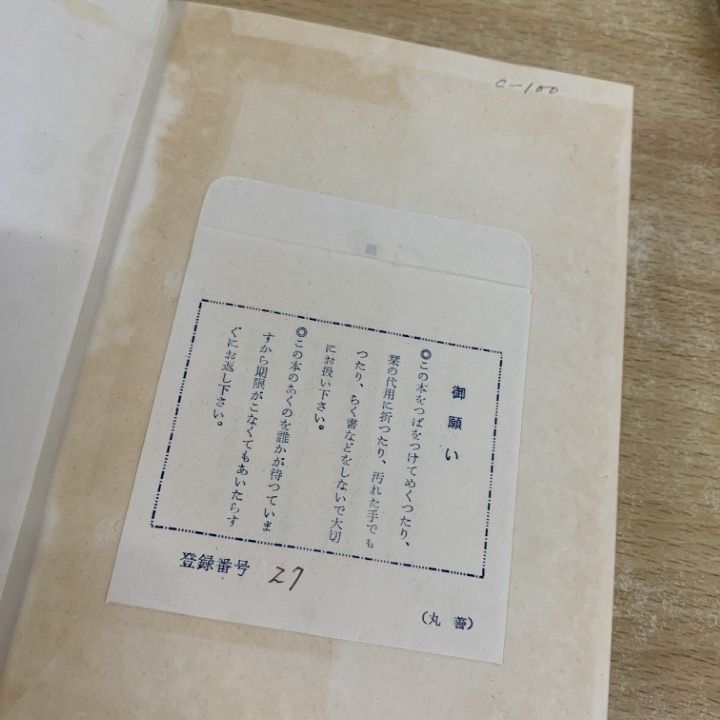 C-100
御願い
◎この本をつばをつけてめくつたり、
栞の代用に折つたり、汚れた手でも
つたり、らく書などをしないで大切
にお扱い下さい。
◎この本のあくのを誰かが待つていま
すから期限がこなくてもあいたらす
ぐにお返し下さい。
登録番号 27
（丸善）